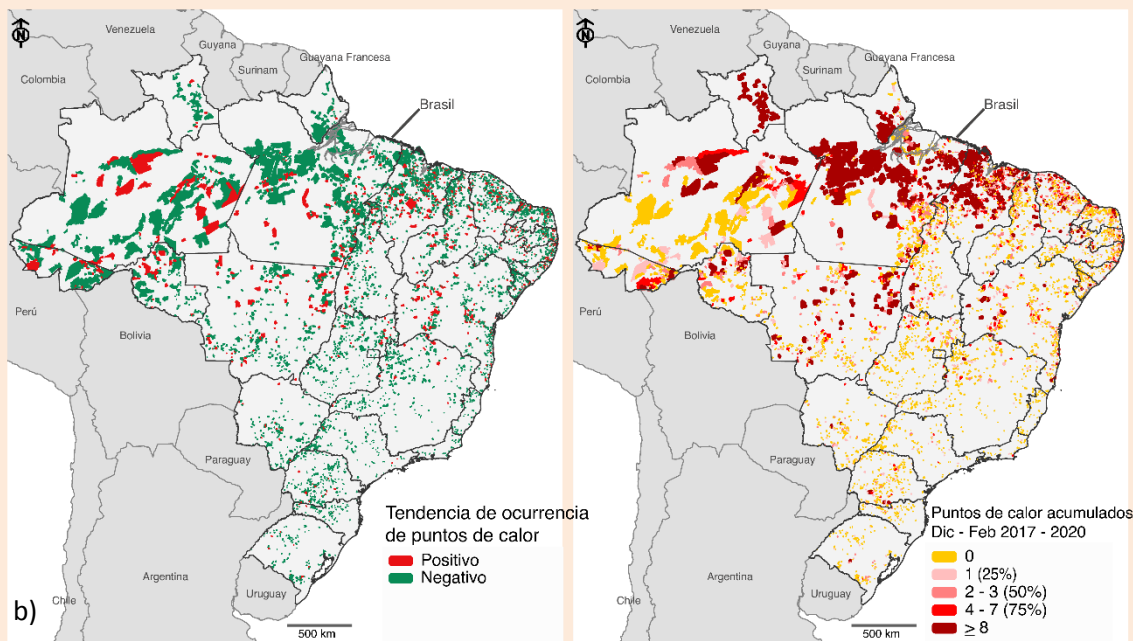 N
Venezuela
Guyana
Guayana Francesa
Surinam
Colombia
Brasil
Perú
Bolivia
Paraguay
Tendencia de ocurrencia
de puntos de calor
Positivo
Negativo
Argentina
Uruguay
Chile
b)
500 km
N
Venezuela
Guyana
Guayana Francesa
Surinam
Colombia
Brasil
Perú
Bolivia
Paraguay
Puntos de calor acumulados
Dic - Feb 2017 - 2020
0
1 (25%)
2 - 3 (50%)
4 - 7 (75%)
≥ 8
Argentina
Uruguay
Chile
500 km